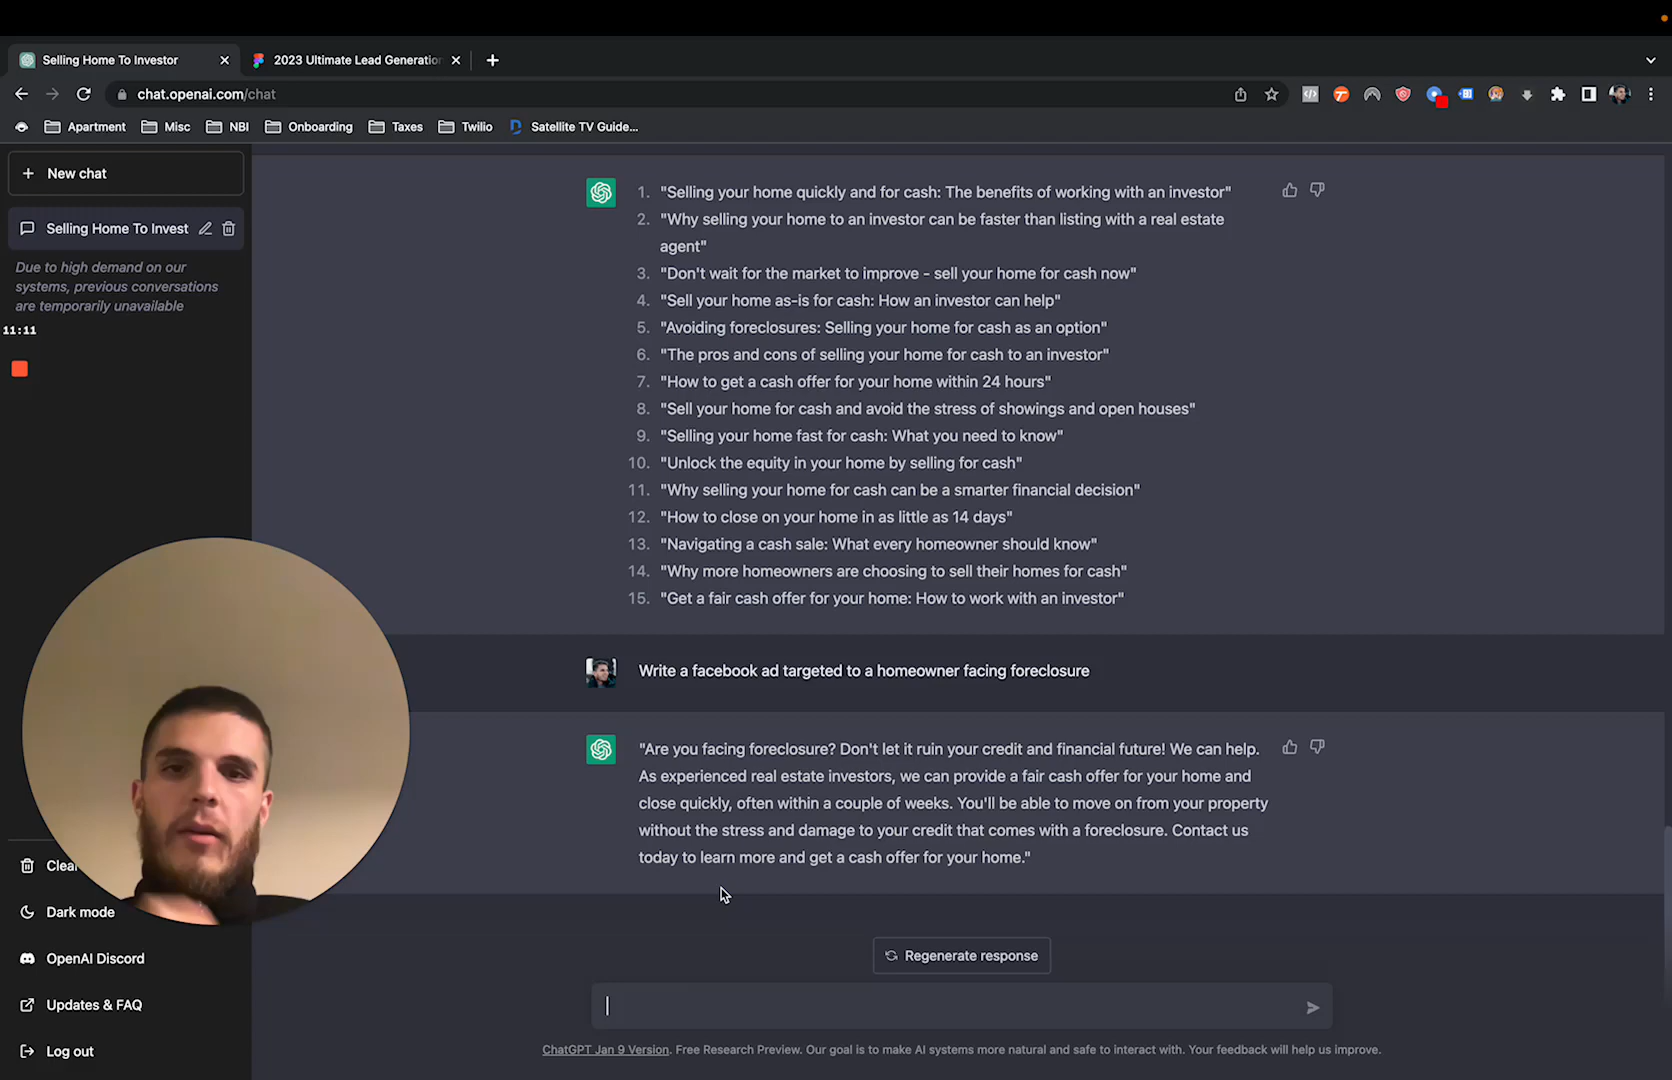 Selling Home To Investor
2023 Ultimate Lead Generation
chat.openai.com/chat
Apartment
Misc
NBI
Onboarding
Taxes
Twilio
Satellite TV Guide...
New chat
Selling Home To Invest
Due to high demand on our
systems, previous conversations
are temporarily unavailable
11:11
1. "Selling your home quickly and for cash: The benefits of working with an investor"
2. "Why selling your home to an investor can be faster than listing with a real estate
agent"
3. "Don't wait for the market to improve - sell your home for cash now"
4. "Sell your home as-is for cash: How an investor can help"
5. "Avoiding foreclosures: Selling your home for cash as an option"
6. "The pros and cons of selling your home for cash to an investor"
7. "How to get a cash offer for your home within 24 hours"
8. "Sell your home for cash and avoid the stress of showings and open houses"
9. "Selling your home fast for cash: What you need to know"
10. "Unlock the equity in your home by selling for cash"
11. "Why selling your home for cash can be a smarter financial decision"
12. "How to close on your home in as little as 14 days"
13. "Navigating a cash sale: What every homeowner should know"
14. "Why more homeowners are choosing to sell their homes for cash"
15. "Get a fair cash offer for your home: How to work with an investor"
Write a facebook ad targeted to a homeowner facing foreclosure
"Are you facing foreclosure? Don't let it ruin your credit and financial future! We can help.
As experienced real estate investors, we can provide a fair cash offer for your home and
close quickly, often within a couple of weeks. You'll be able to move on from your property
without the stress and damage to your credit that comes with a foreclosure. Contact us
today to learn more and get a cash offer for your home."
Clea
Dark mode
OpenAI Discord
Updates & FAQ
Log out
Regenerate response
ChatGPT Jan 9 Version. Free Research Preview. Our goal is to make AI systems more natural and safe to interact with. Your feedback will help us improve.